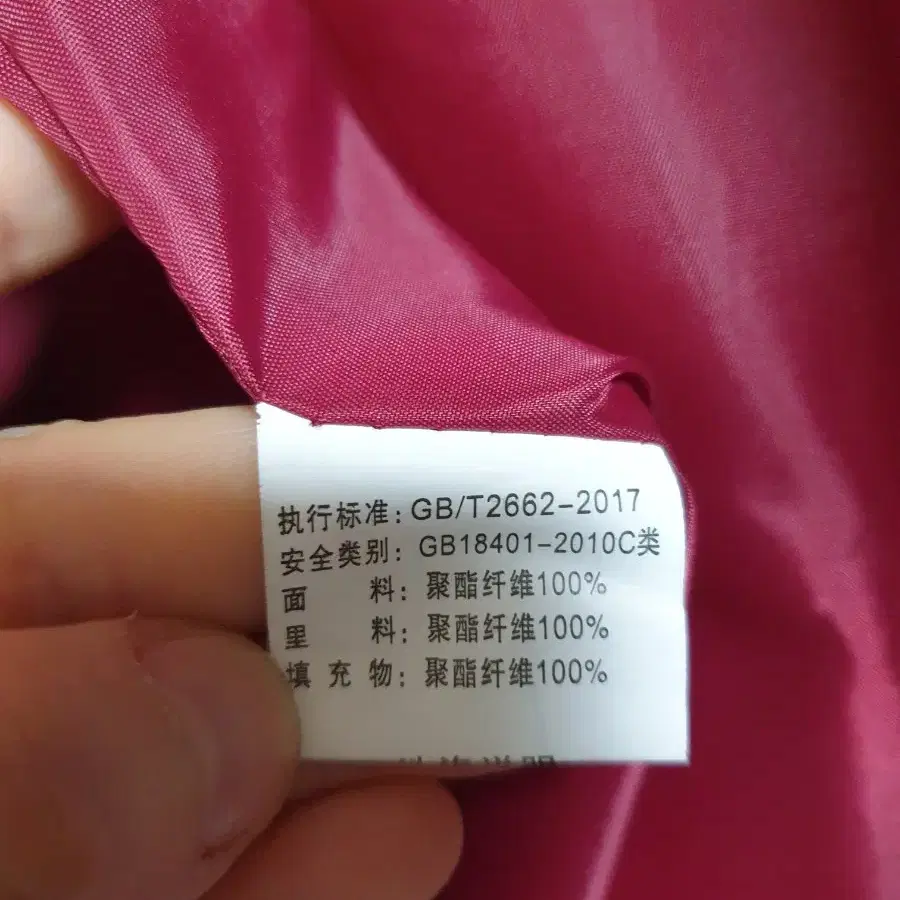 执行标准: GB/T2662-2017
安全类别: GB18401-2010C类
面 料: 聚酯纤维100%
里 料: 聚酯纤维100%
填 充 物: 聚酯纤维100%